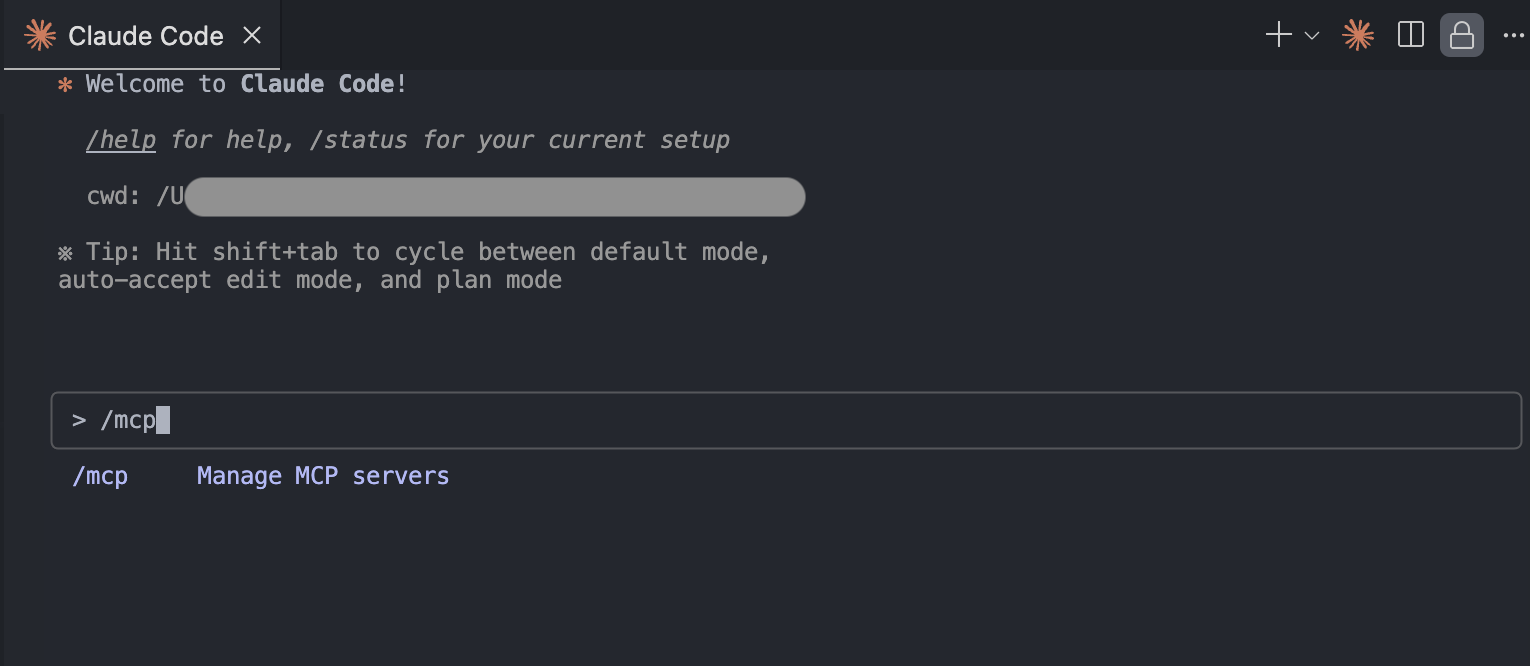 Claude Code
✻ Welcome to Claude Code!
/help for help, /status for your current setup
cwd: /U
※ Tip: Hit shift+tab to cycle between default mode,
auto-accept edit mode, and plan mode
> /mcp
/mcp Manage MCP servers